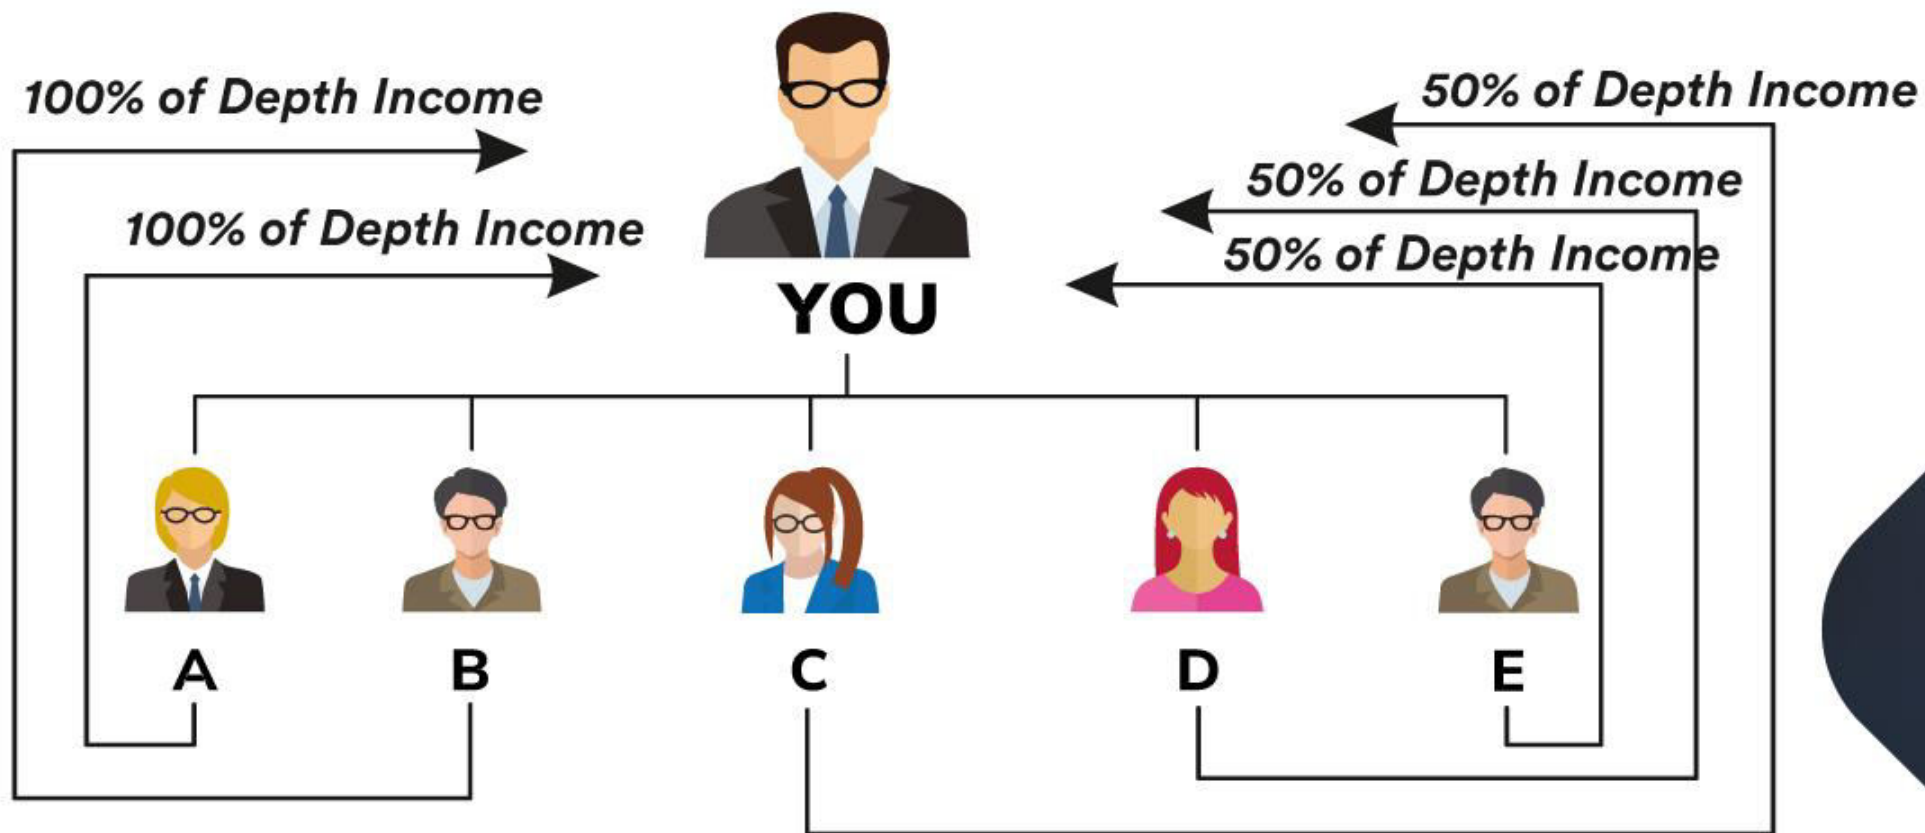 100% of Depth Income
50% of Depth Income
50% of Depth Income
100% of Depth Income
50% of Depth Income
YOU
A
B
C
D
E